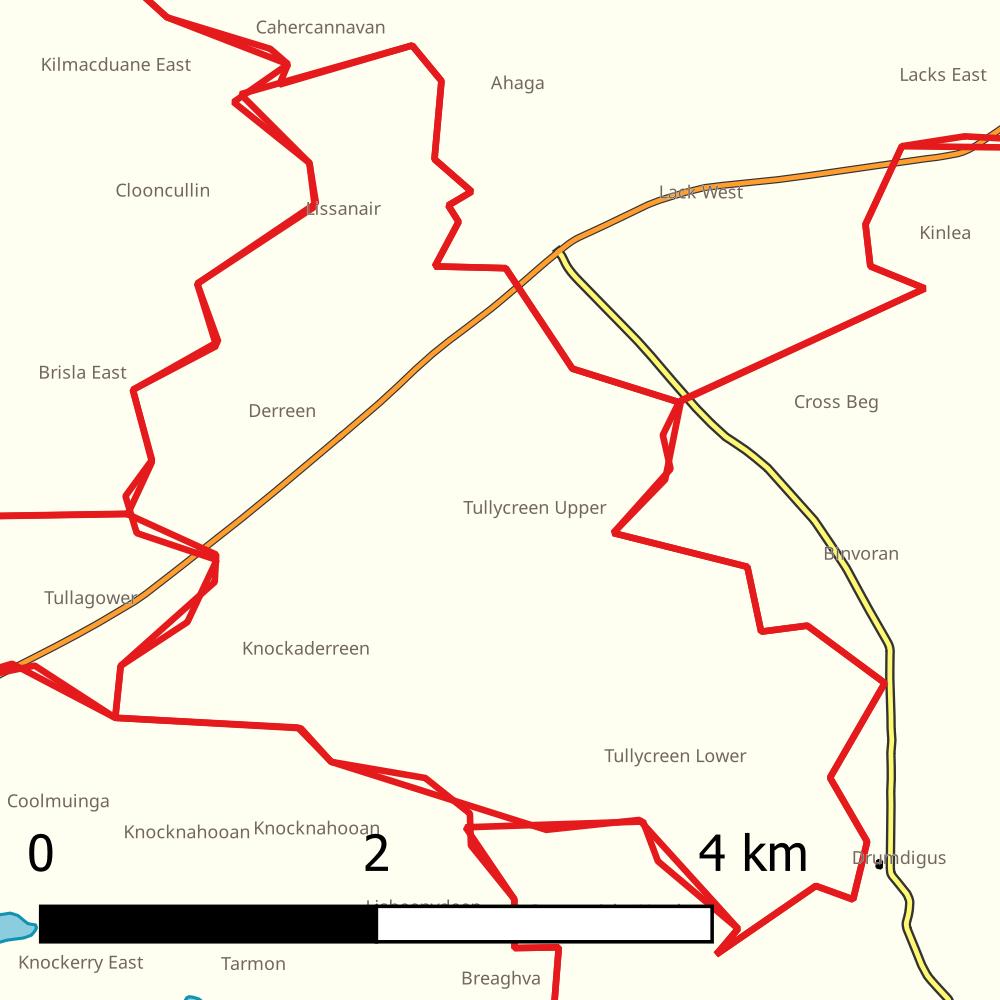 Cahercannavan
Kilmacduane East
Lacks East
Ahaga
Clooncullin
Lack West
Lissanair
Kinlea
Brisla East
Cross Beg
Derreen
Tullycreen Upper
Binvoran
Tullagower
Knockaderreen
Tullycreen Lower
Coolmuinga
Knocknahooan
Knocknahooan
0
2
4 km
Drumdigus
Knockerry East
Tarmon
Breaghva